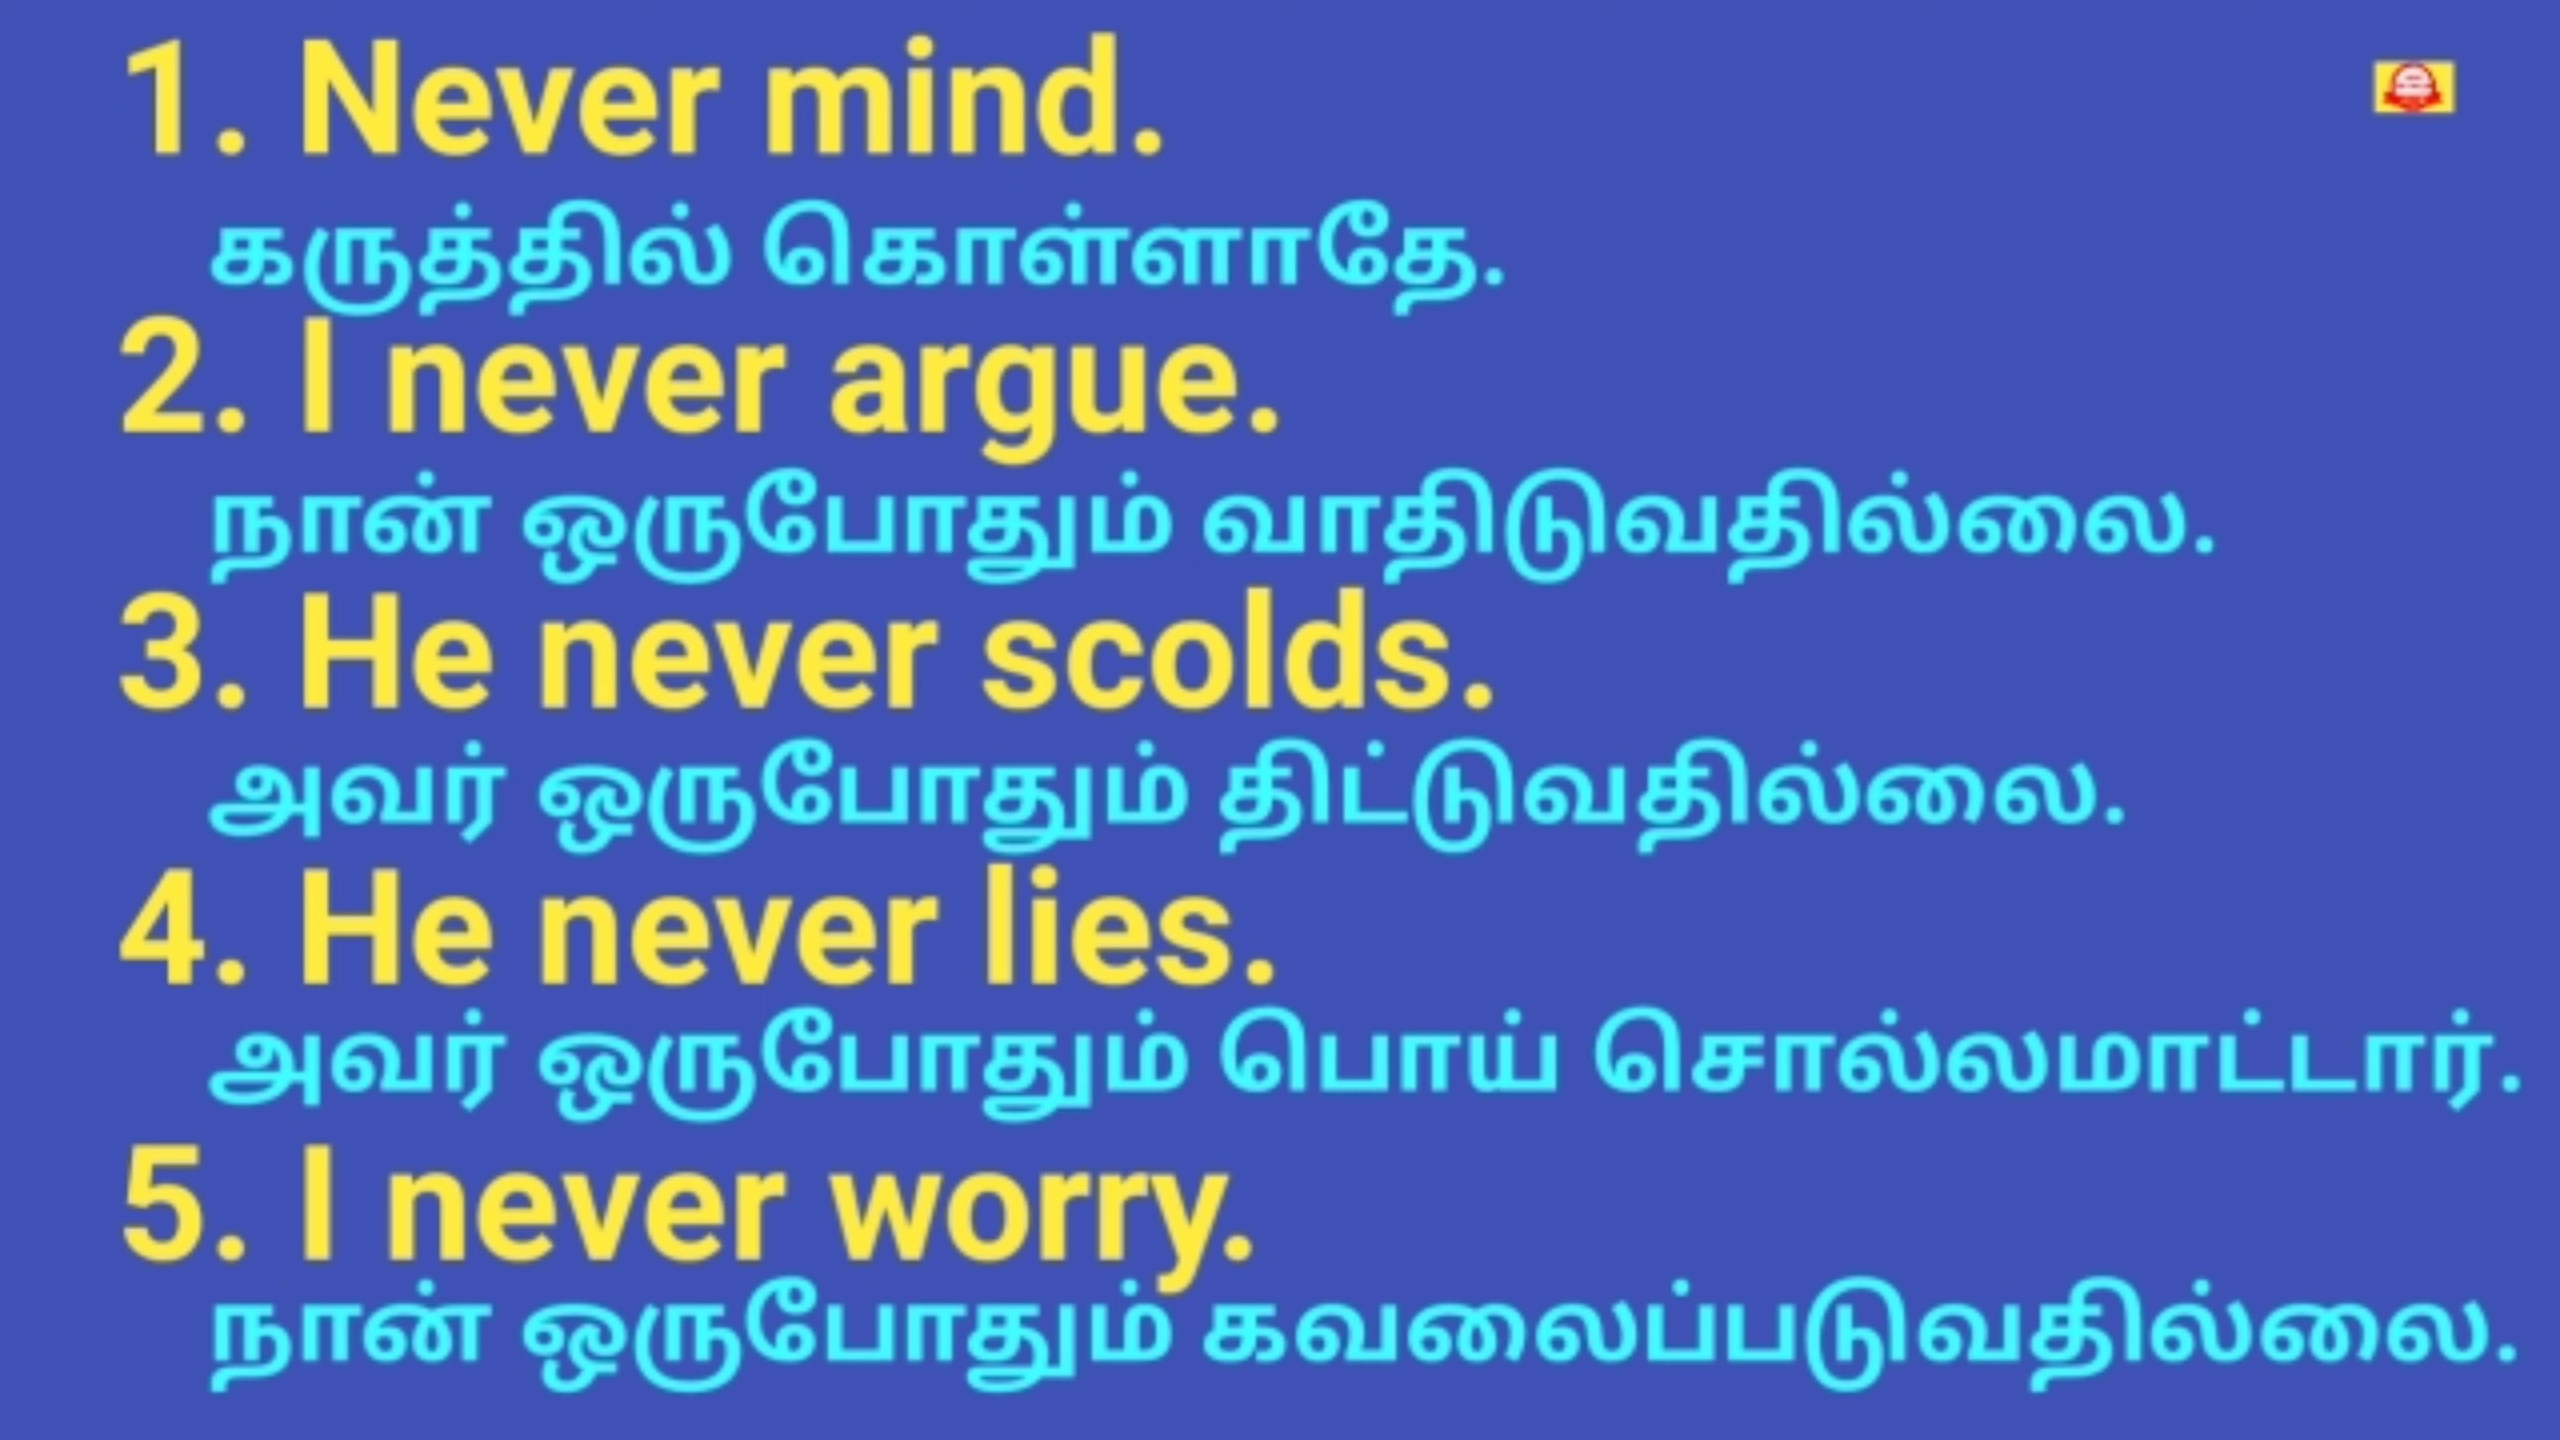 1. Never mind.
கருத்தில் கொள்ளாதே.
2. I never argue.
நான் ஒருபோதும் வாதிடுவதில்லை.
3. He never scolds.
அவர் ஒருபோதும் திட்டுவதில்லை.
4. He never lies.
அவர் ஒருபோதும் பொய் சொல்லமாட்டார்.
5. I never worry.
நான் ஒருபோதும் கவலைப்படுவதில்லை.